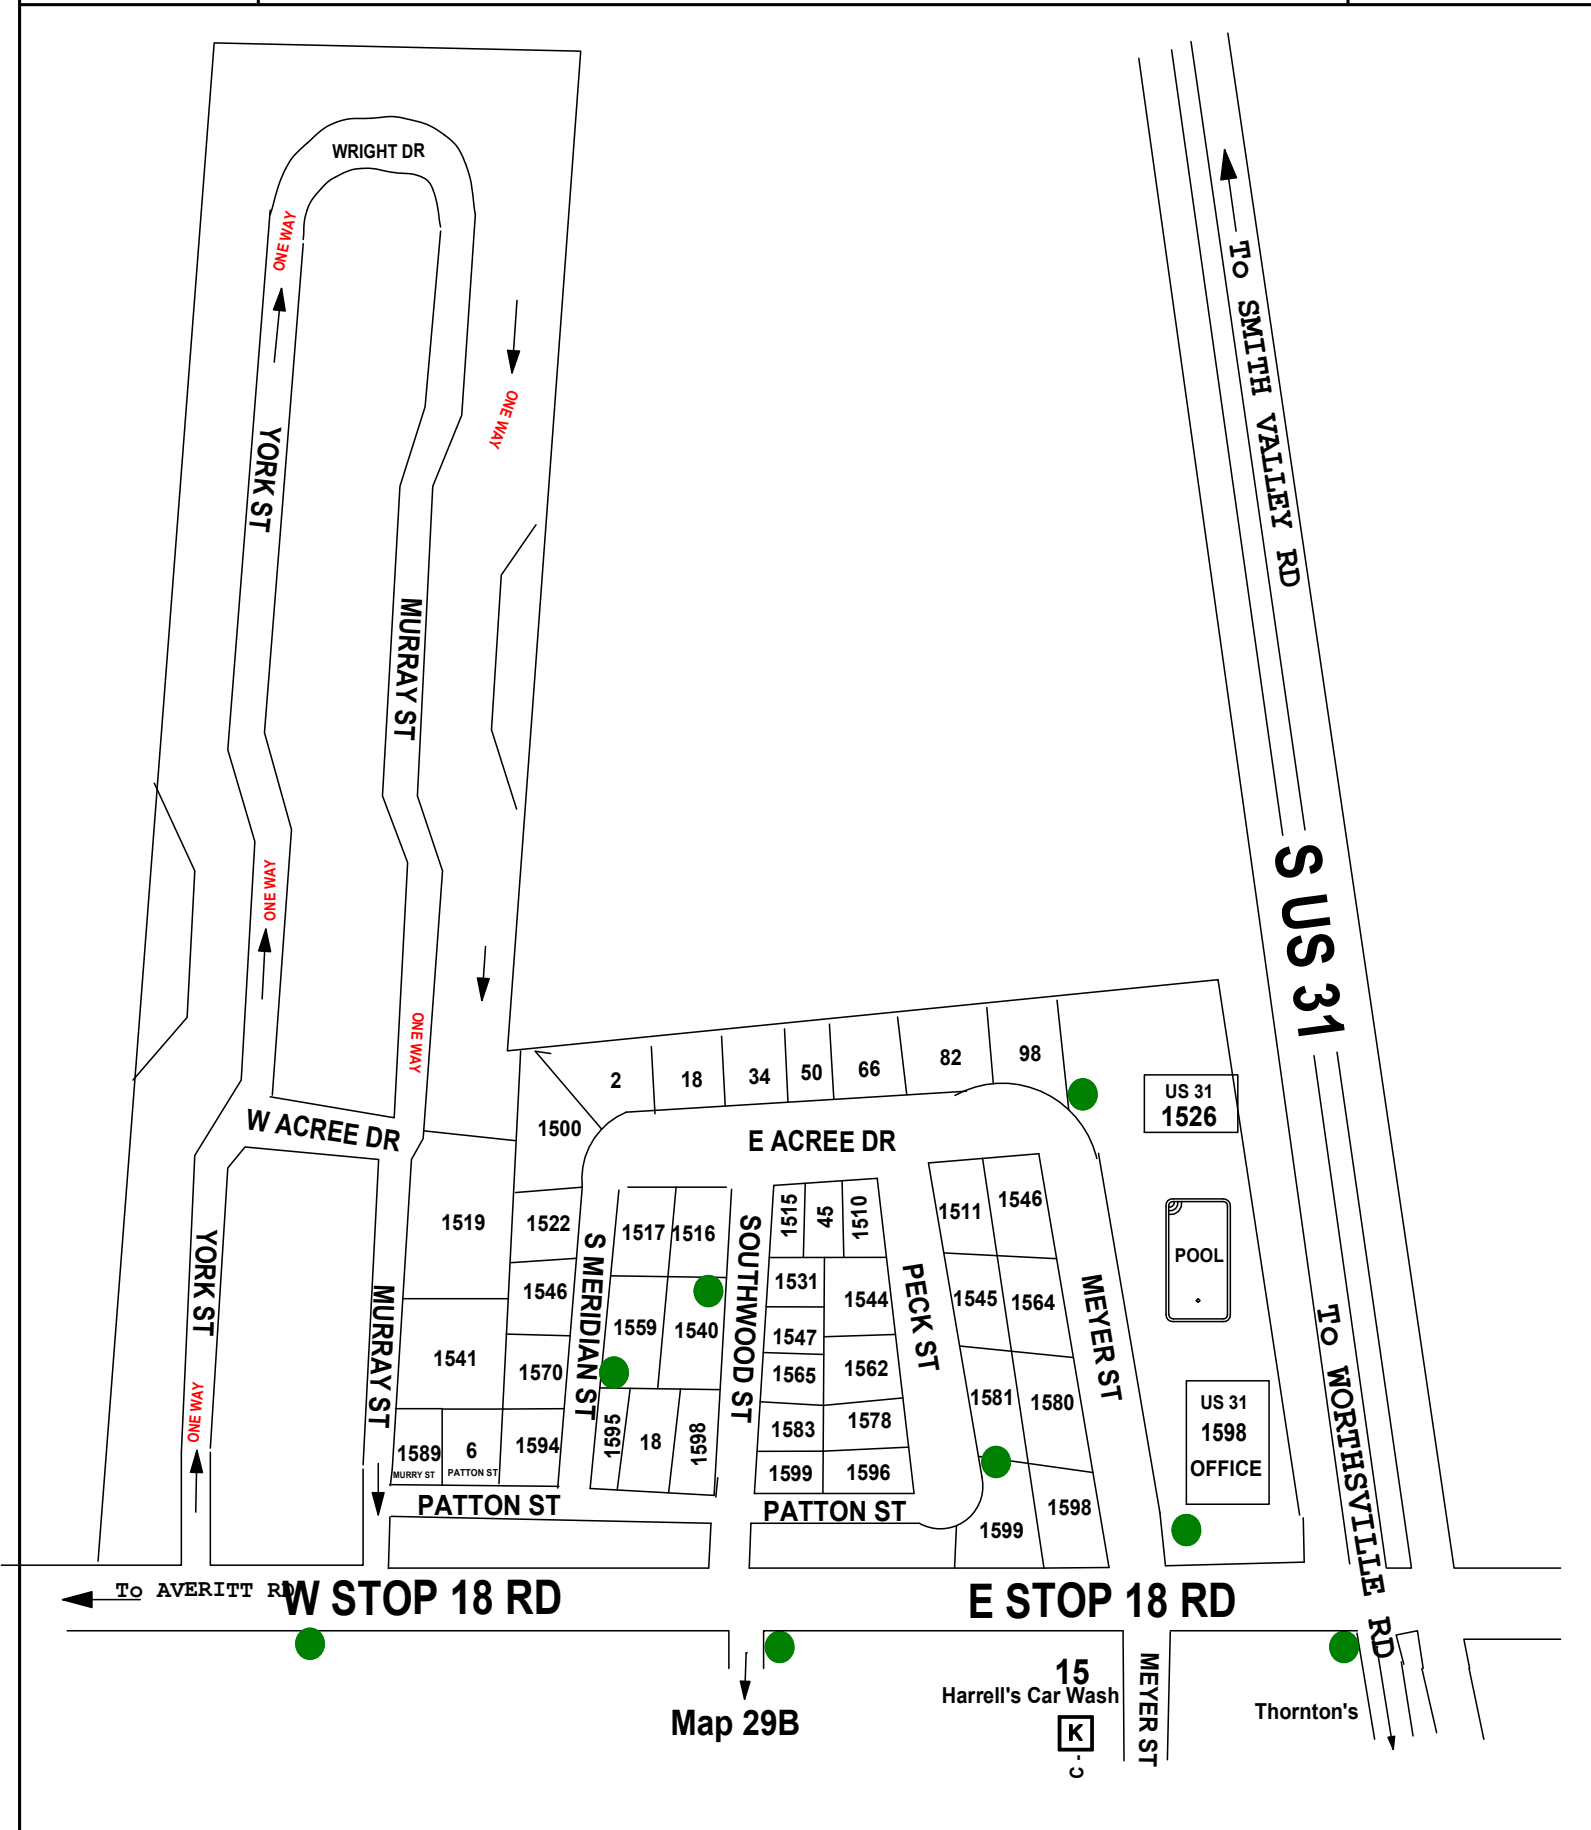 WRIGHT DR
ONE WAY
To SMITH VALLEY RD
ONE WAY
YORK ST
MURRAY ST
S US 31
ONE WAY
ONE WAY
2
18
34
50
66
82
98
US 31
1526
W ACREE DR
1500
E ACREE DR
1519
1522
1517
1516
1515
45
1510
1511
1546
POOL
YORK ST
MURRAY ST
1546
S MERIDIAN ST
1559
1540
SOUTHWOOD ST
1531
1544
PECK ST
1545
1564
MEYER ST
1547
1541
1570
1565
1562
1581
1580
To WORTHSVILLE RD
US 31
1598
OFFICE
ONE WAY
1589
MURRY ST
6
PATTON ST
1594
1595
18
1598
1583
1578
1599
1596
1599
1598
PATTON ST
PATTON ST
To AVERITT RD
W STOP 18 RD
E STOP 18 RD
15
Harrell's Car Wash
K
C -
MEYER ST
Thornton's
Map 29B